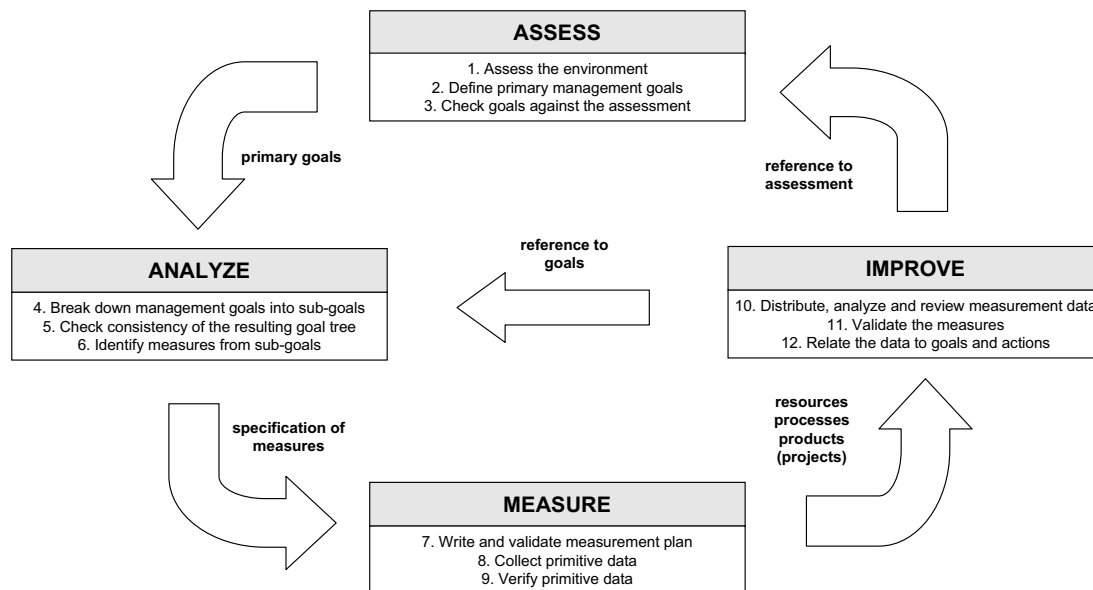 ASSESS
1. Assess the environment
2. Define primary management goals
3. Check goals against the assessment
primary goals
reference to
assessment
ANALYZE
4. Break down management goals into sub-goals
5. Check consistency of the resulting goal tree
6. Identify measures from sub-goals
reference to
goals
IMPROVE
10. Distribute, analyze and review measurement data
11. Validate the measures
12. Relate the data to goals and actions
specification of
measures
resources
processes
products
(projects)
MEASURE
7. Write and validate measurement plan
8. Collect primitive data
9. Verify primitive data